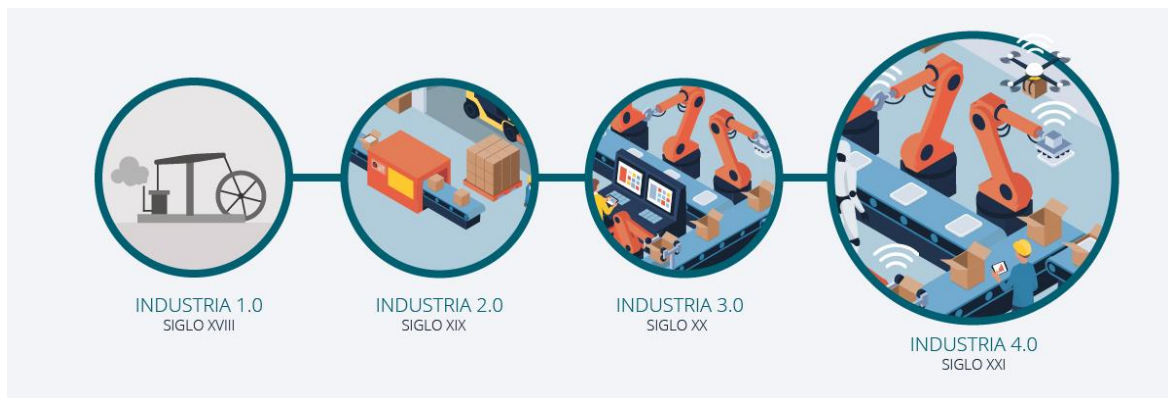 INDUSTRIA 1.0
SIGLO XVIII
INDUSTRIA 2.0
SIGLO XIX
INDUSTRIA 3.0
SIGLO XX
INDUSTRIA 4.0
SIGLO XXI